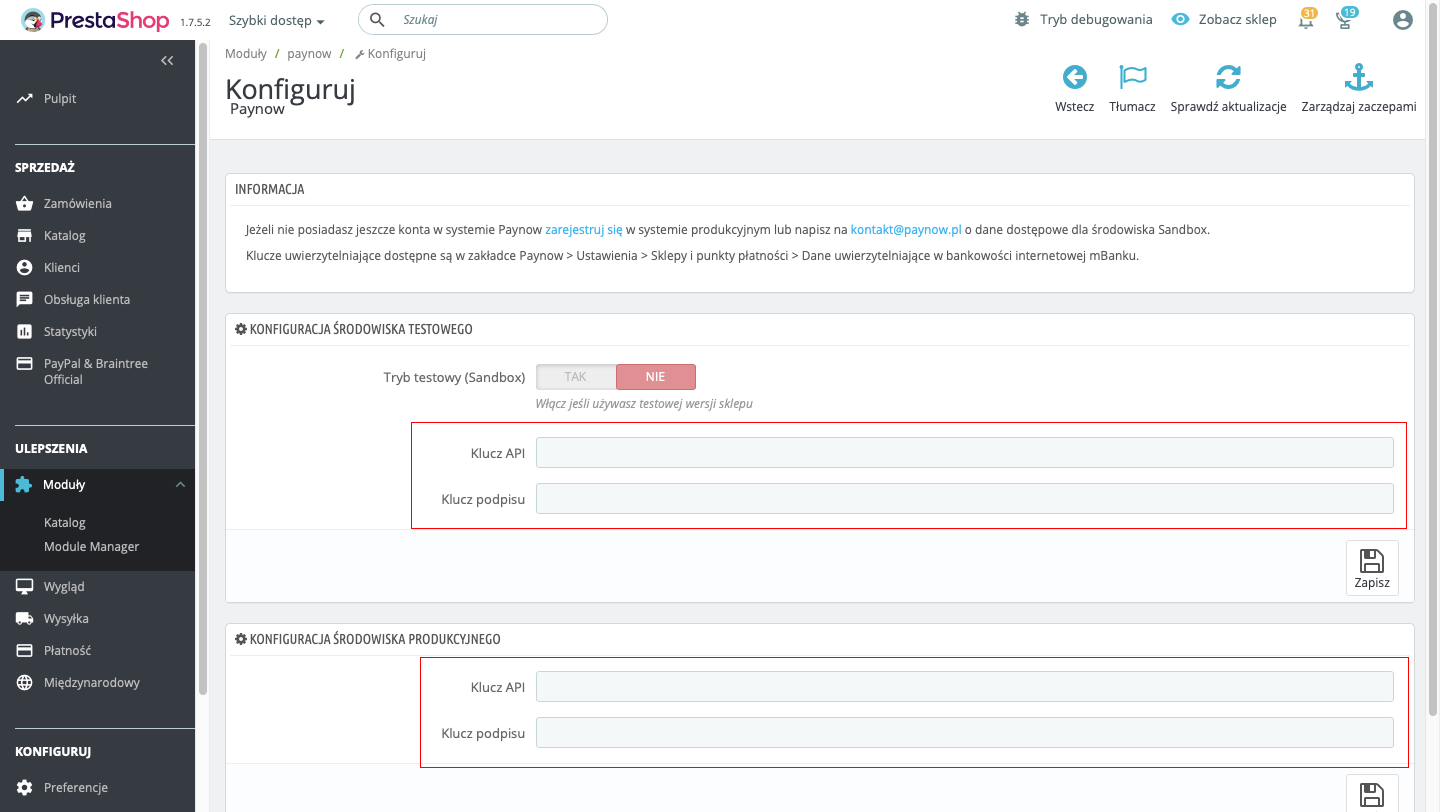 PrestaShop 1.7.5.2 Szybki dostęp Szukaj Tryb debugowania Zobacz sklep 31 19
Moduły / paynow / Konfiguruj
Konfiguruj
Paynow
Wstecz Tłumacz Sprawdź aktualizacje Zarządzaj zaczepami
Pulpit
SPRZEDAŻ
Zamówienia
Katalog
Klienci
Obsługa klienta
Statystyki
PayPal & Braintree
Official
ULEPSZENIA
Moduły
Katalog
Module Manager
Wygląd
Wysyłka
Płatność
Międzynarodowy
KONFIGURUJ
Preferencje
INFORMACJA
Jeżeli nie posiadasz jeszcze konta w systemie Paynow zarejestruj się w systemie produkcyjnym lub napisz na kontakt@paynow.pl o dane dostępowe dla środowiska Sandbox.
Klucze uwierzytelniające dostępne są w zakładce Paynow > Ustawienia > Sklepy i punkty płatności > Dane uwierzytelniające w bankowości internetowej mBanku.
KONFIGURACJA ŚRODOWISKA TESTOWEGO
Tryb testowy (Sandbox) TAK NIE
Włącz jeśli używasz testowej wersji sklepu
Klucz API
Klucz podpisu
Zapisz
KONFIGURACJA ŚRODOWISKA PRODUKCYJNEGO
Klucz API
Klucz podpisu